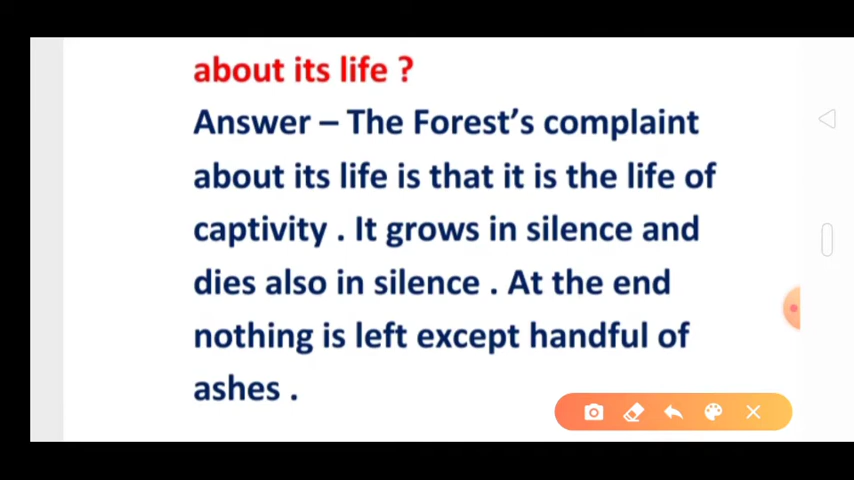 about its life ?
Answer – The Forest’s complaint
about its life is that it is the life of
captivity . It grows in silence and
dies also in silence . At the end
nothing is left except handful of
ashes .